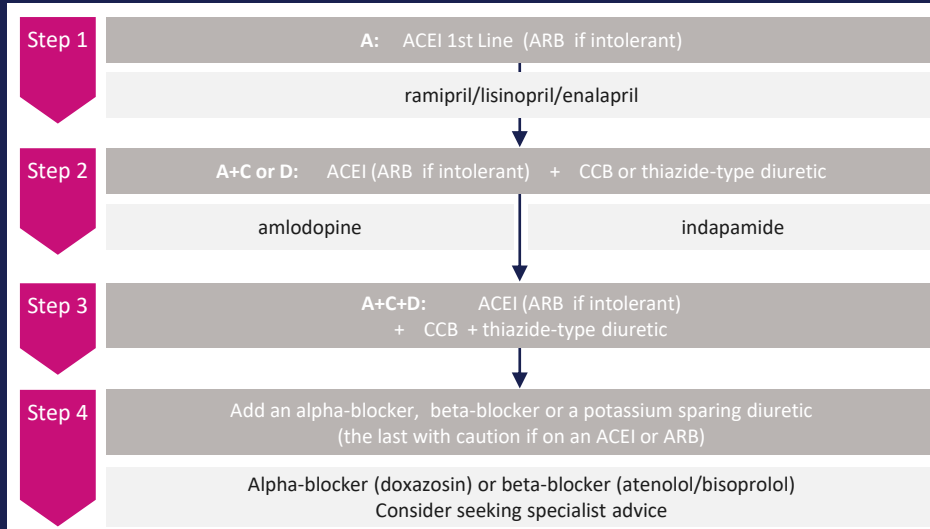 Step 1
A: ACEI 1st Line (ARB if intolerant)
ramipril/lisinopril/enalapril
Step 2
A+C or D: ACEI (ARB if intolerant) + CCB or thiazide-type diuretic
amlodopine
indapamide
Step 3
A+C+D: ACEI (ARB if intolerant)
+ CCB + thiazide-type diuretic
Step 4
Add an alpha-blocker, beta-blocker or a potassium sparing diuretic
(the last with caution if on an ACEI or ARB)
Alpha-blocker (doxazosin) or beta-blocker (atenolol/bisoprolol)
Consider seeking specialist advice